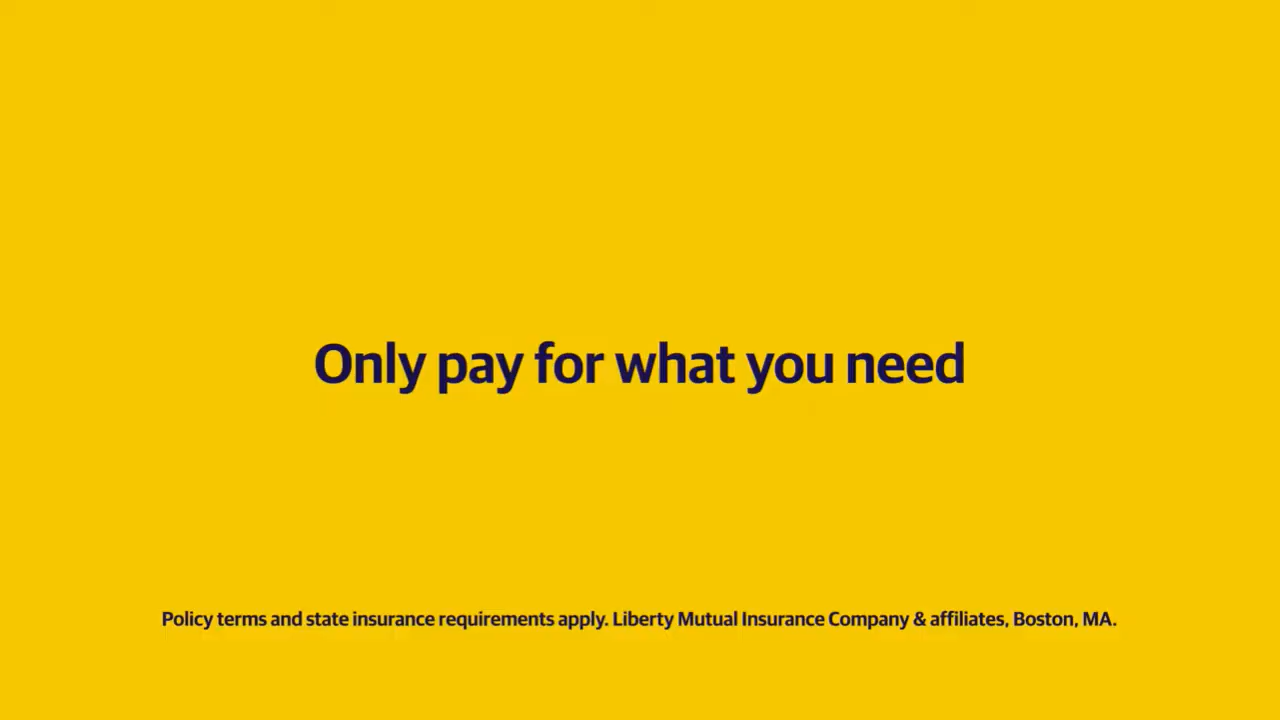 Only pay for what you need
Policy terms and state insurance requirements apply. Liberty Mutual Insurance Company & affiliates, Boston, MA.